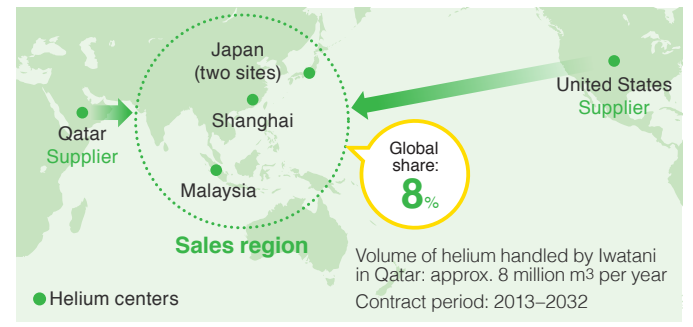 Japan
(two sites)
Shanghai
Malaysia
Qatar
Supplier
United States
Supplier
Global
share:
8%
Sales region
Volume of helium handled by Iwatani
in Qatar: approx. 8 million m3 per year
Contract period: 2013–2032
Helium centers